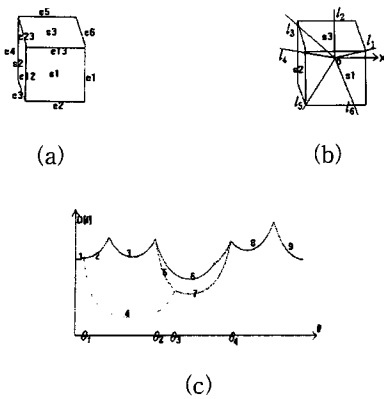 e5
e4
e23
s3
e6
e13
s2
e12
s1
e1
e3
e2
(a)
l3
l2
s3
l4
l1
x
s2
s1
l5
l6
(b)
1
2
3
4
5
6
7
8
9
θ1
θ2
θ3
θ4
θ
(c)